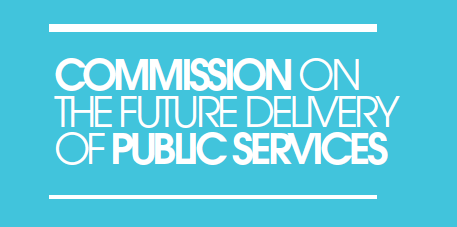 COMMISSION ON
THE FUTURE DELIVERY
OF PUBLIC SERVICES